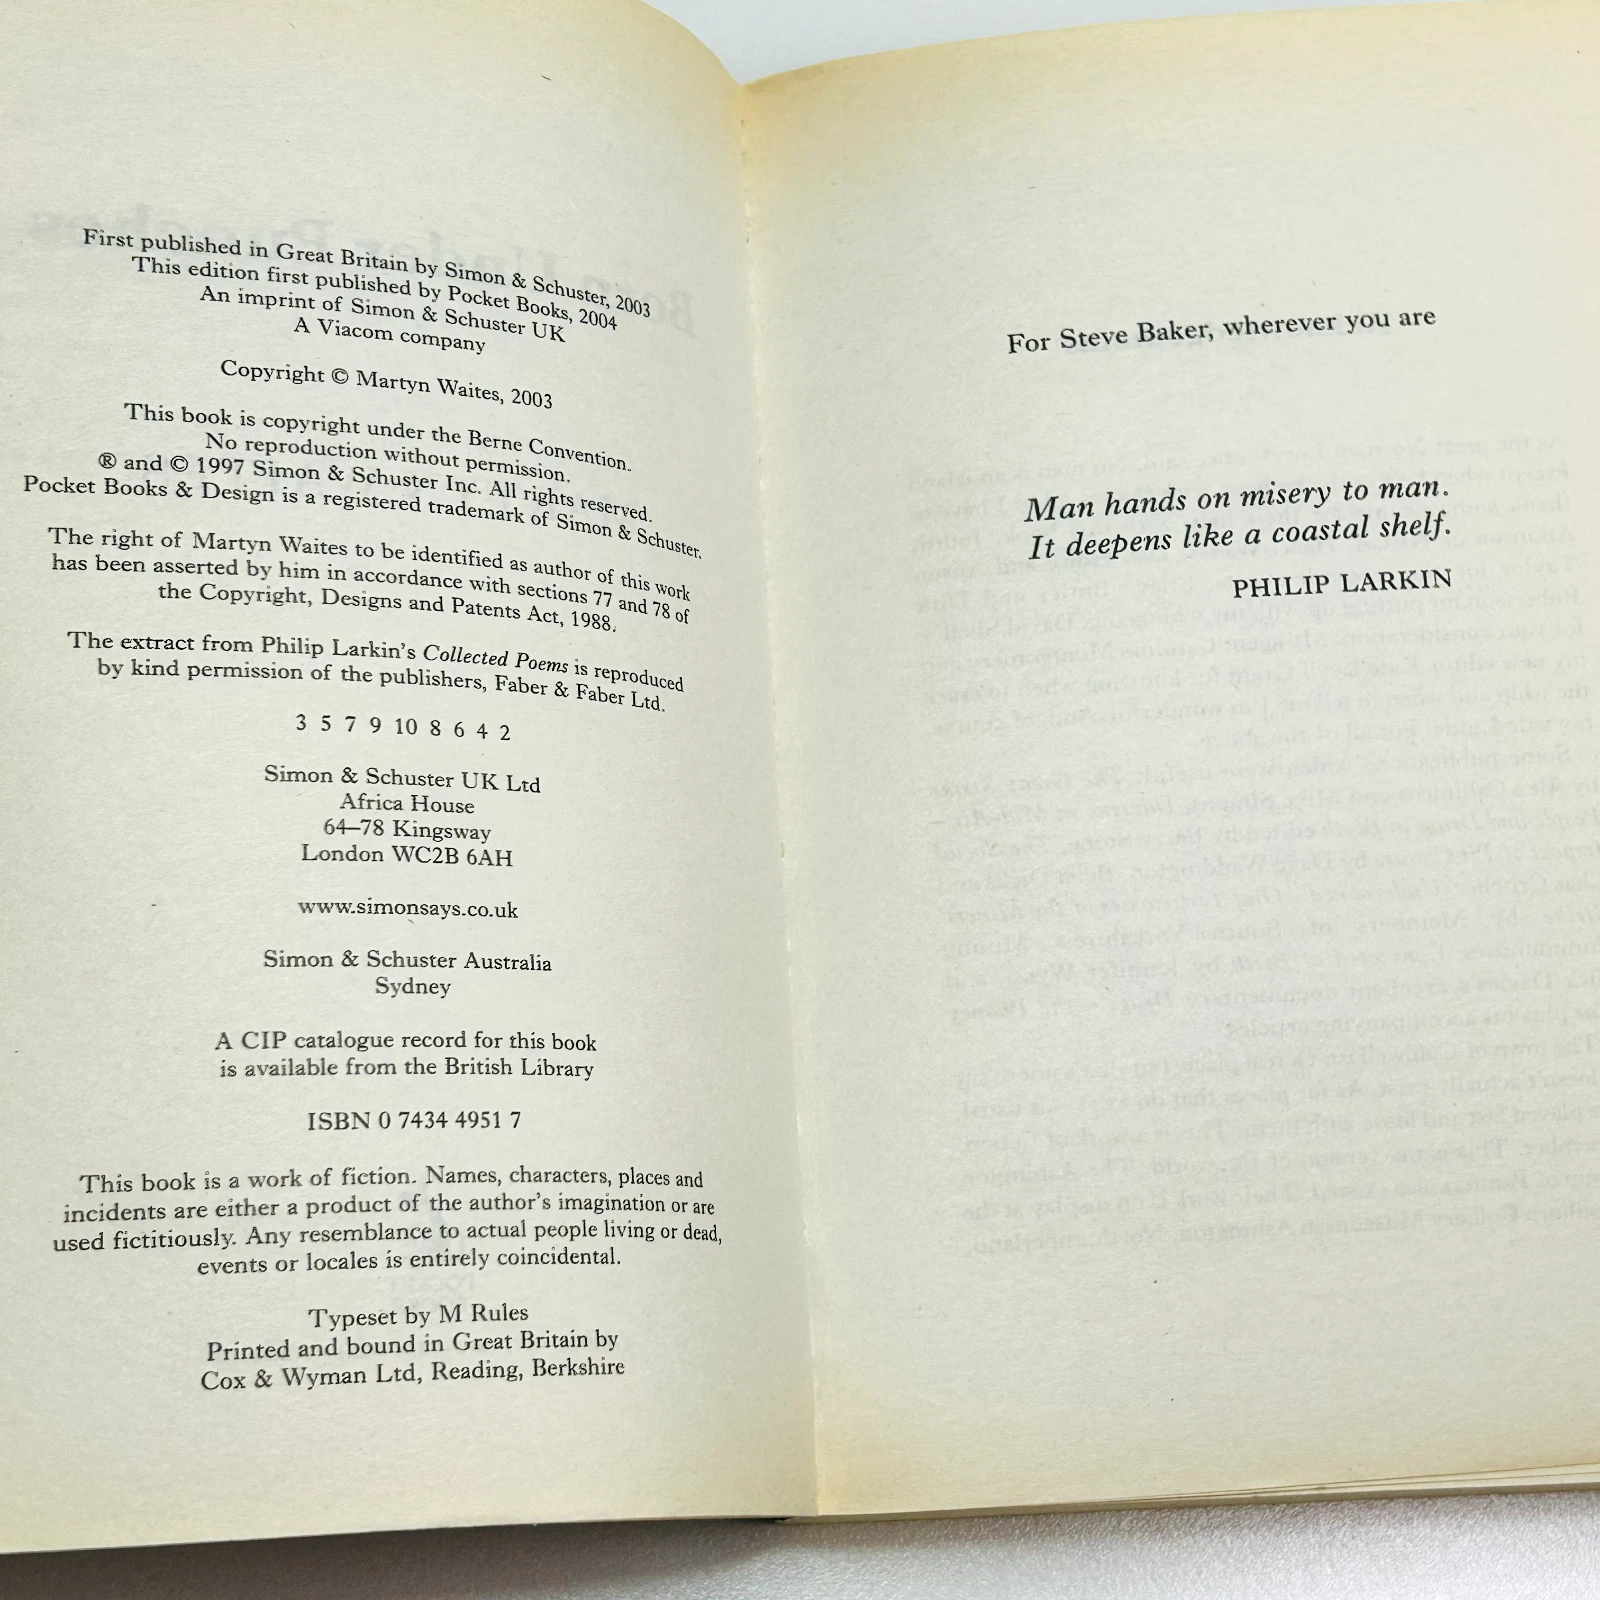 First published in Great Britain by Simon & Schuster, 2003
This edition first published by Pocket Books, 2004
An imprint of Simon & Schuster UK
A Viacom company
Copyright © Martyn Waites, 2003
This book is copyright under the Berne Convention.
No reproduction without permission.
® and © 1997 Simon & Schuster Inc. All rights reserved.
Pocket Books & Design is a registered trademark of Simon & Schuster.
The right of Martyn Waites to be identified as author of this work
has been asserted by him in accordance with sections 77 and 78 of
the Copyright, Designs and Patents Act, 1988.
The extract from Philip Larkin's Collected Poems is reproduced
by kind permission of the publishers, Faber & Faber Ltd.
3 5 7 9 10 8 6 4 2
Simon & Schuster UK Ltd
Africa House
64–78 Kingsway
London WC2B 6AH
www.simonsays.co.uk
Simon & Schuster Australia
Sydney
A CIP catalogue record for this book
is available from the British Library
ISBN 0 7434 4951 7
This book is a work of fiction. Names, characters, places and
incidents are either a product of the author's imagination or are
used fictitiously. Any resemblance to actual people living or dead,
events or locales is entirely coincidental.
Typeset by M Rules
Printed and bound in Great Britain by
Cox & Wyman Ltd, Reading, Berkshire
For Steve Baker, wherever you are
Man hands on misery to man.
It deepens like a coastal shelf.
PHILIP LARKIN